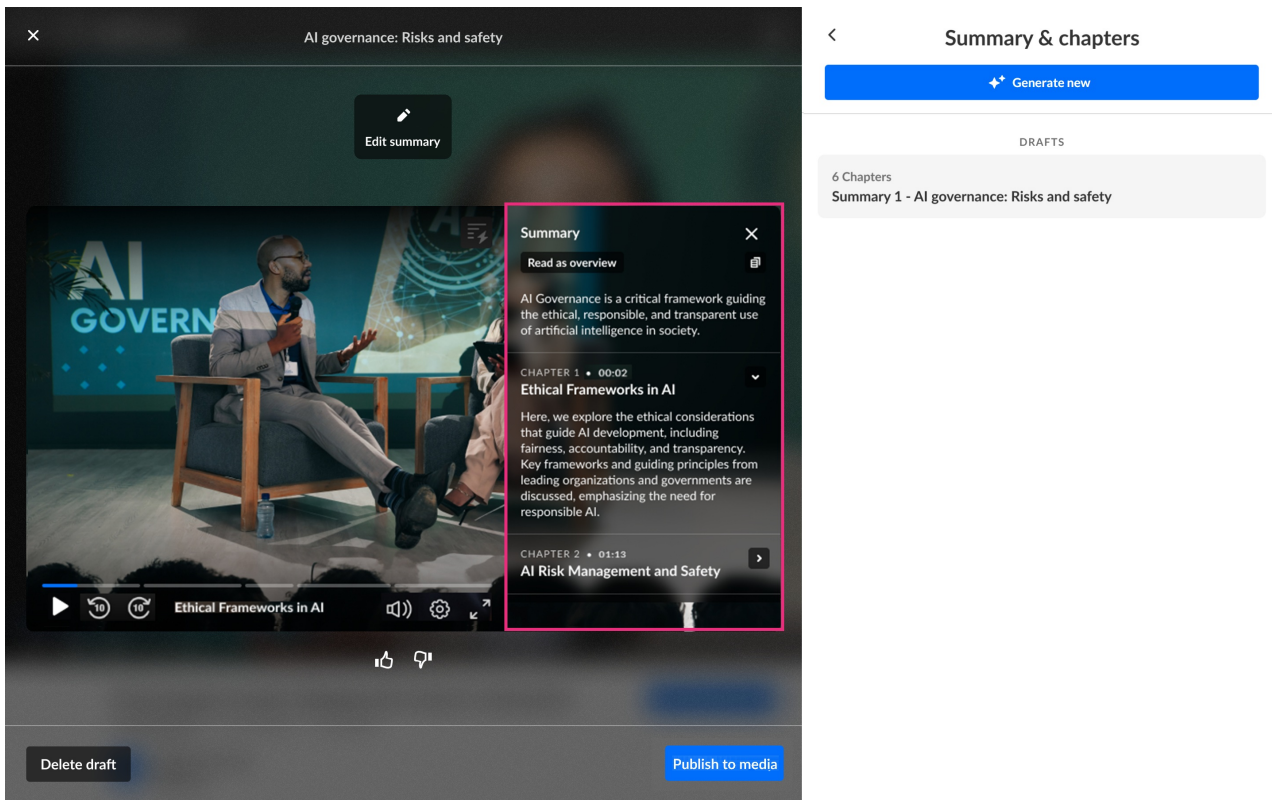 AI governance: Risks and safety
Edit summary
AI
GOVERN
AI
Summary
Read as overview
AI Governance is a critical framework guiding
the ethical, responsible, and transparent use
of artificial intelligence in society.
CHAPTER 1 • 00:02
Ethical Frameworks in AI
Here, we explore the ethical considerations
that guide AI development, including
fairness, accountability, and transparency.
Key frameworks and guiding principles from
leading organizations and governments are
discussed, emphasizing the need for
responsible AI.
CHAPTER 2 • 01:13
AI Risk Management and Safety
10
10
Ethical Frameworks in AI
Delete draft
Publish to media
Summary & chapters
Generate new
DRAFTS
6 Chapters
Summary 1 - AI governance: Risks and safety